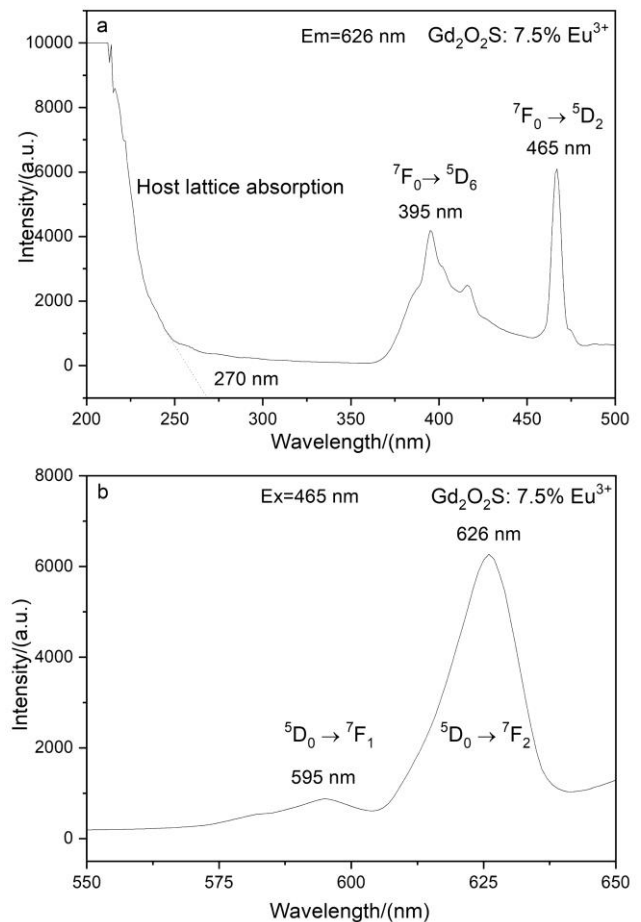 a
Em=626 nm Gd₂O₂S: 7.5% Eu³⁺
⁷F₀ → ⁵D₂
465 nm
⁷F₀ → ⁵D₆
395 nm
Host lattice absorption
270 nm
Intensity/(a.u.)
10000
8000
6000
4000
2000
0
200 250 300 350 400 450 500
Wavelength/(nm)
b
Ex=465 nm Gd₂O₂S: 7.5% Eu³⁺
626 nm
⁵D₀ → ⁷F₁
595 nm
⁵D₀ → ⁷F₂
Intensity/(a.u.)
8000
6000
4000
2000
0
550 575 600 625 650
Wavelength/(nm)